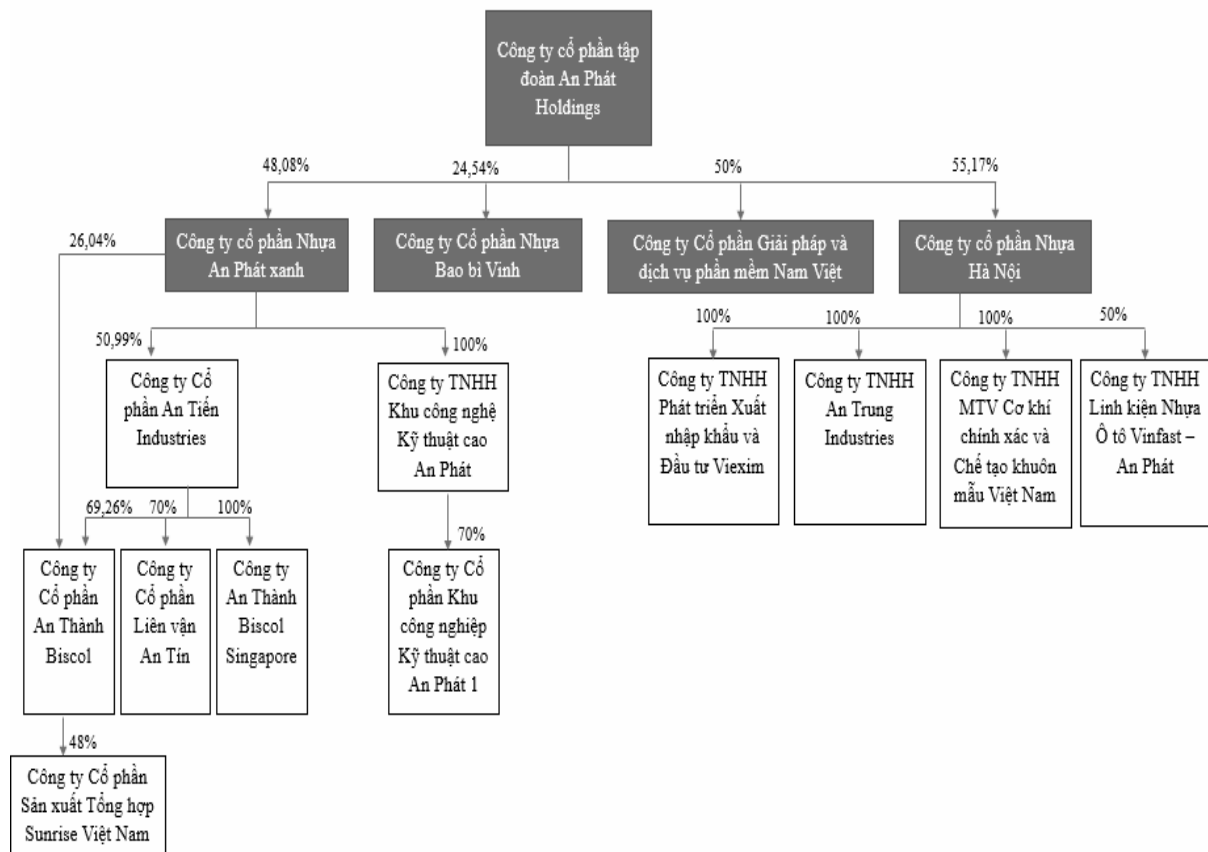 Công ty cổ phần tập
đoàn An Phát
Holdings
48,08%
24,54%
50%
55,17%
26,04%
Công ty cổ phần Nhựa
An Phát xanh
Công ty Cổ phần Nhựa
Bao bì Vinh
Công ty Cổ phần Giải pháp và
dịch vụ phần mềm Nam Việt
Công ty cổ phần Nhựa
Hà Nội
50,99%
100%
100%
100%
100%
50%
Công ty Cổ
phần An Tiến
Industries
Công ty TNHH
Khu công nghệ
Kỹ thuật cao
An Phát
Công ty TNHH
Phát triển Xuất
nhập khẩu và
Đầu tư Viexim
Công ty TNHH
An Trung
Industries
Công ty TNHH
MTV Cơ khí
chính xác và
Chế tạo khuôn
mẫu Việt Nam
Công ty TNHH
Linh kiện Nhựa
Ô tô Vinfast –
An Phát
69,26%
70%
100%
70%
Công ty
Cổ phần
An Thành
Biscol
Công ty
Cổ phần
Liên vận
An Tín
Công ty
An Thành
Biscol
Singapore
Công ty Cổ
phần Khu
công nghiệp
Kỹ thuật cao
An Phát 1
48%
Công ty Cổ phần
Sản xuất Tổng hợp
Sunrise Việt Nam